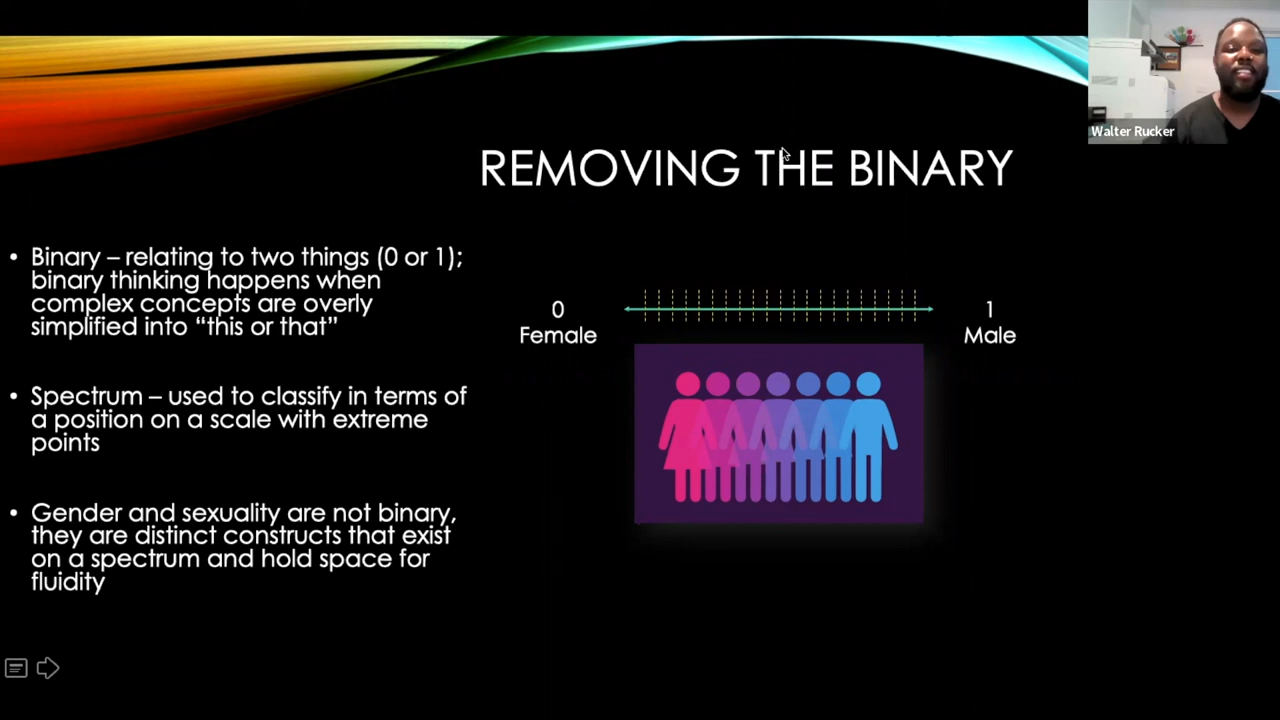 Walter Rucker
REMOVING THE BINARY
• Binary – relating to two things (0 or 1);
binary thinking happens when
complex concepts are overly
simplified into “this or that”
• Spectrum – used to classify in terms of
a position on a scale with extreme
points
• Gender and sexuality are not binary,
they are distinct constructs that exist
on a spectrum and hold space for
fluidity
0
Female
1
Male